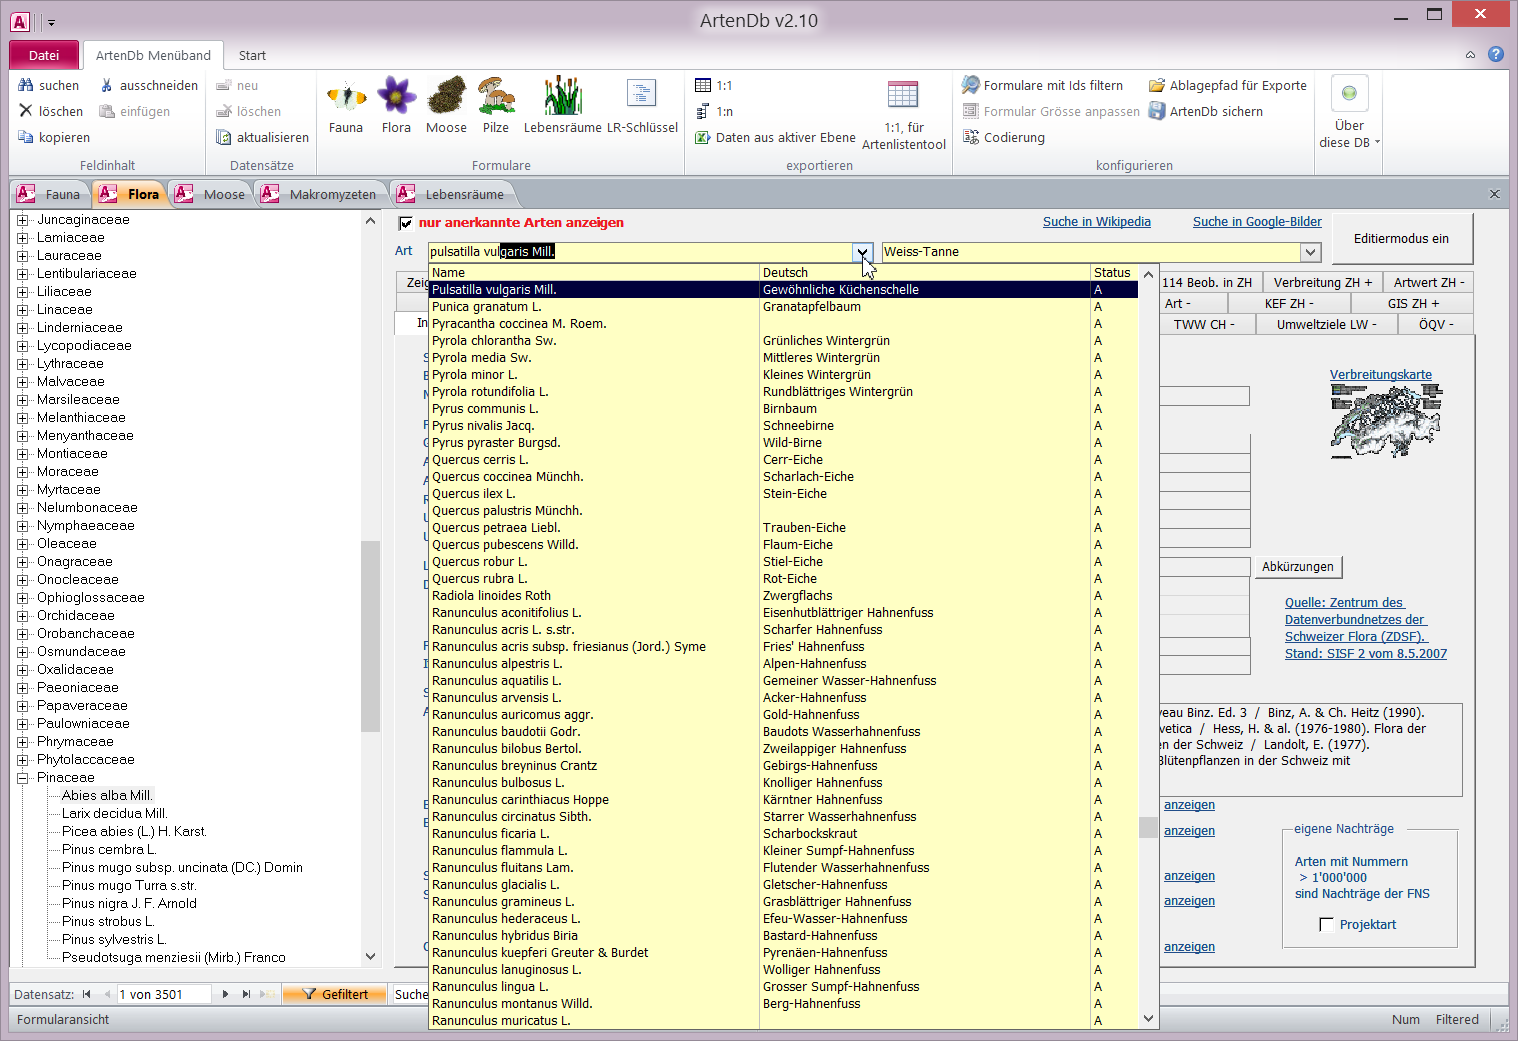 ArtenDb v2.10
Datei
ArtenDb Menüband
Start
suchen
ausschneiden
löschen
einfügen
kopieren
Feldinhalt
neu
löschen
aktualisieren
Datensätze
Fauna
Flora
Moose
Pilze
Lebensräume
LR-Schlüssel
Formulare
1:1
1:n
Daten aus aktiver Ebene
1:1, für
Artenlistentool
exportieren
Formulare mit Ids filtern
Formular Grösse anpassen
Codierung
Ablagepfad für Exporte
ArtenDb sichern
konfigurieren
Über
diese DB
Fauna
Flora
Moose
Makromyzeten
Lebensräume
Juncaginaceae
Lamiaceae
Lauraceae
Lentibulariaceae
Liliaceae
Linaceae
Linderniaceae
Lycopodiaceae
Lythraceae
Malvaceae
Marsileaceae
Melanthiaceae
Menyanthaceae
Montiaceae
Moraceae
Myrtaceae
Nelumbonaceae
Nymphaeaceae
Oleaceae
Onagraceae
Onocleaceae
Ophioglossaceae
Orchidaceae
Orobanchaceae
Osmundaceae
Oxalidaceae
Paeoniaceae
Papaveraceae
Paulowniaceae
Phrymaceae
Phytolaccaceae
Pinaceae
Abies alba Mill.
Larix decidua Mill.
Picea abies (L.) H. Karst.
Pinus cembra L.
Pinus mugo subsp. uncinata (DC.) Domin
Pinus mugo Turra s.str.
Pinus nigra J. F. Arnold
Pinus strobus L.
Pinus sylvestris L.
Pseudotsuga menziesii (Mirb.) Franco
nur anerkannte Arten anzeigen
Suche in Wikipedia
Suche in Google-Bilder
Editiermodus ein
Art
pulsatilla vulgaris Mill.
Weiss-Tanne
Name Deutsch Status
Pulsatilla vulgaris Mill. Gewöhnliche Küchenschelle A
Punica granatum L. Granatapfelbaum A
Pyracantha coccinea M. Roem. A
Pyrola chlorantha Sw. Grünliches Wintergrün A
Pyrola media Sw. Mittleres Wintergrün A
Pyrola minor L. Kleines Wintergrün A
Pyrola rotundifolia L. Rundblättriges Wintergrün A
Pyrus communis L. Birnbaum A
Pyrus nivalis Jacq. Schneebirne A
Pyrus pyraster Burgsd. Wild-Birne A
Quercus cerris L. Cerr-Eiche A
Quercus coccinea Münchh. Scharlach-Eiche A
Quercus ilex L. Stein-Eiche A
Quercus palustris Münchh. A
Quercus petraea Liebl. Trauben-Eiche A
Quercus pubescens Willd. Flaum-Eiche A
Quercus robur L. Stiel-Eiche A
Quercus rubra L. Rot-Eiche A
Radiola linoides Roth Zwergflachs A
Ranunculus aconitifolius L. Eisenhutblättriger Hahnenfuss A
Ranunculus acris L. s.str. Scharfer Hahnenfuss A
Ranunculus acris subsp. friesianus (Jord.) Syme Fries' Hahnenfuss A
Ranunculus alpestris L. Alpen-Hahnenfuss A
Ranunculus aquatilis L. Gemeiner Wasser-Hahnenfuss A
Ranunculus arvensis L. Acker-Hahnenfuss A
Ranunculus auricomus aggr. Gold-Hahnenfuss A
Ranunculus baudotii Godr. Baudots Wasserhahnenfuss A
Ranunculus bilobus Bertol. Zweilappiger Hahnenfuss A
Ranunculus breyninus Crantz Gebirgs-Hahnenfuss A
Ranunculus bulbosus L. Knolliger Hahnenfuss A
Ranunculus carinthiacus Hoppe Kärntner Hahnenfuss A
Ranunculus circinatus Sibth. Starrer Wasserhahnenfuss A
Ranunculus ficaria L. Scharbockskraut A
Ranunculus flammula L. Kleiner Sumpf-Hahnenfuss A
Ranunculus fluitans Lam. Flutender Wasserhahnenfuss A
Ranunculus glacialis L. Gletscher-Hahnenfuss A
Ranunculus gramineus L. Grasblättriger Hahnenfuss A
Ranunculus hederaceus L. Efeu-Wasser-Hahnenfuss A
Ranunculus hybridus Biria Bastard-Hahnenfuss A
Ranunculus kuepferi Greuter & Burdet Pyrenäen-Hahnenfuss A
Ranunculus lanuginosus L. Wolliger Hahnenfuss A
Ranunculus lingua L. Grosser Sumpf-Hahnenfuss A
Ranunculus montanus Willd. Berg-Hahnenfuss A
Ranunculus muricatus L. A
114 Beob. in ZH
Verbreitung ZH +
Artwert ZH -
Art -
KEF ZH -
GIS ZH +
TWW CH -
Umweltziele LW -
ÖQV -
Verbreitungskarte
Abkürzungen
Quelle: Zentrum des
Datenverbundnetzes der
Schweizer Flora (ZDSF).
Stand: SISF 2 vom 8.5.2007
veau Binz. Ed. 3 / Binz, A. & Ch. Heitz (1990).
vetica / Hess, H. & al. (1976-1980). Flora der
en der Schweiz / Landolt, E. (1977).
Blütenpflanzen in der Schweiz mit
anzeigen
anzeigen
anzeigen
anzeigen
anzeigen
eigene Nachträge
Arten mit Nummern
> 1'000'000
sind Nachträge der FNS
Projektart
Datensatz:
1 von 3501
Gefiltert
Suche
Formularansicht
Num
Filtered